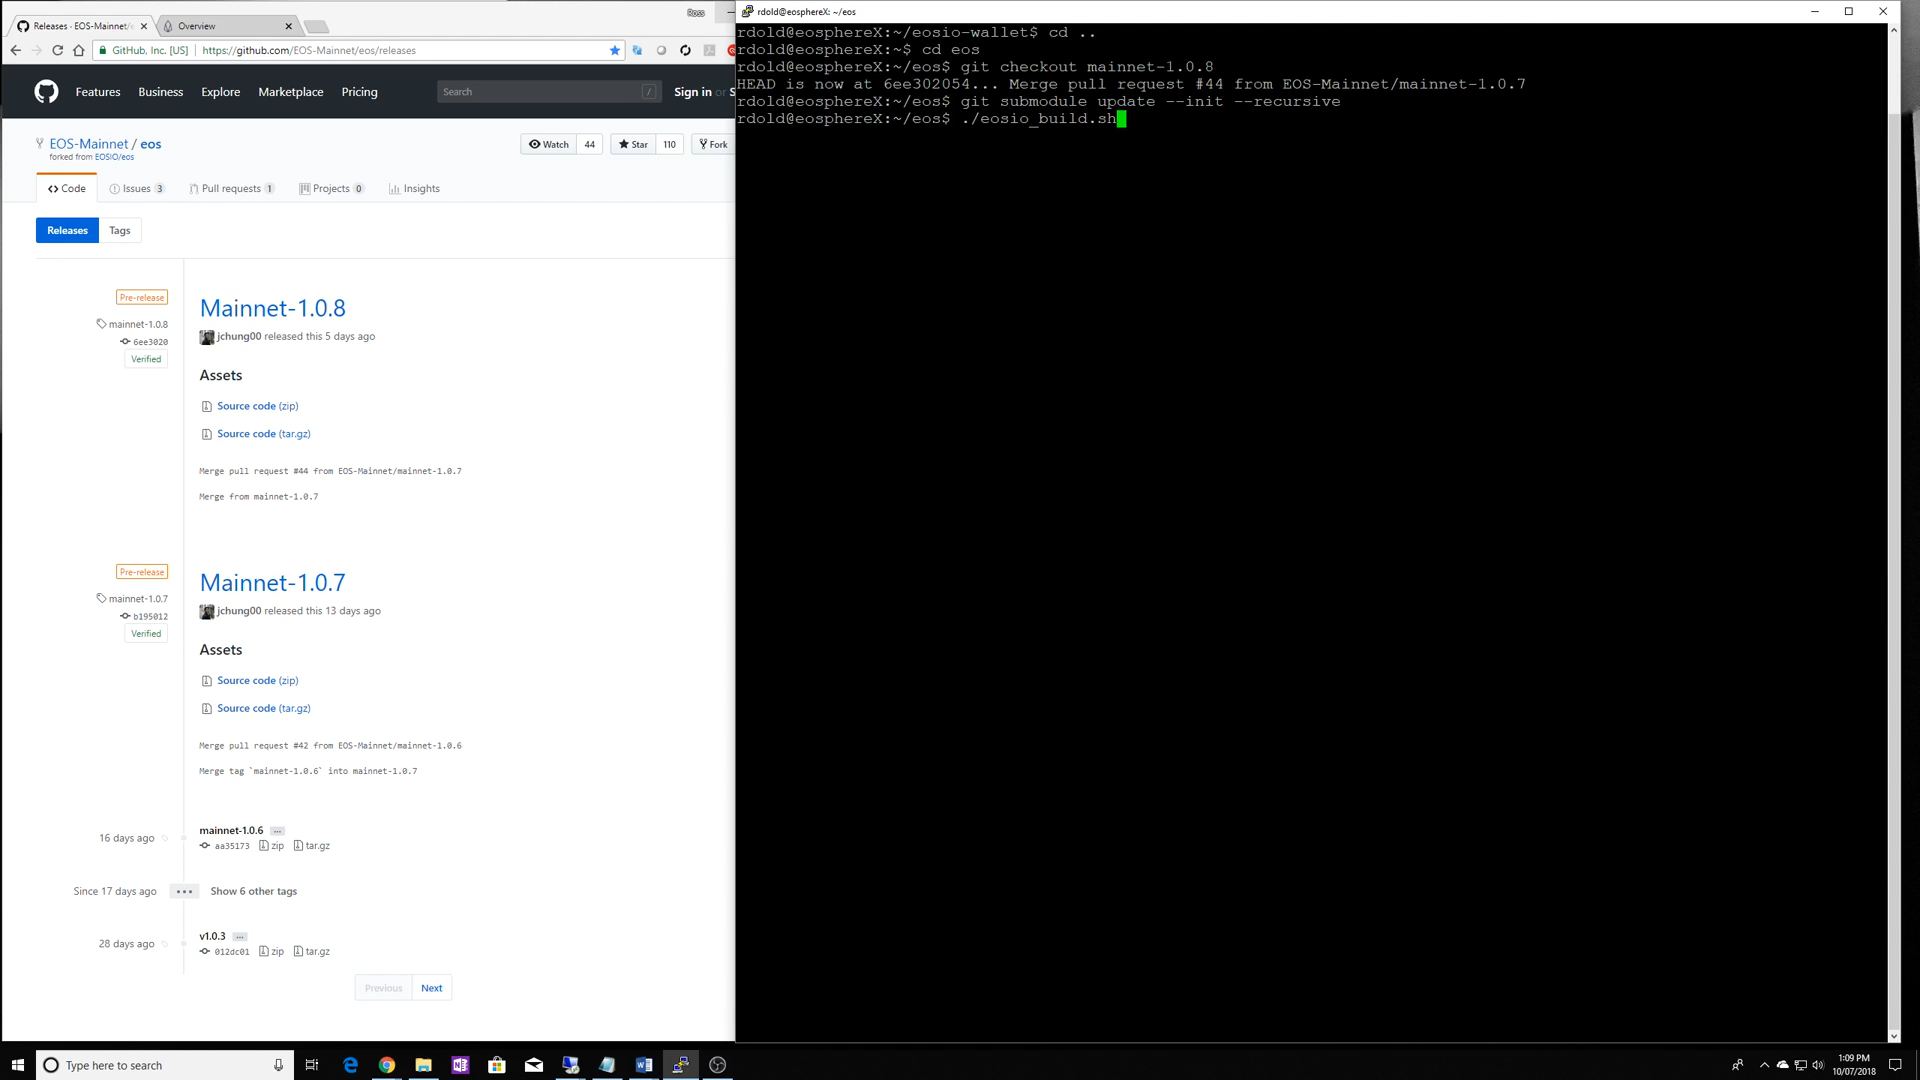 Releases · EOS-Mainnet/e
Overview
Ross
GitHub, Inc. [US]
https://github.com/EOS-Mainnet/eos/releases
Features
Business
Explore
Marketplace
Pricing
Search
/
Sign in or S
EOS-Mainnet / eos
forked from EOSIO/eos
Watch 44
Star 110
Fork
Code
Issues 3
Pull requests 1
Projects 0
Insights
Releases
Tags
Pre-release
mainnet-1.0.8
6ee3020
Verified
Mainnet-1.0.8
jchung00 released this 5 days ago
Assets
Source code (zip)
Source code (tar.gz)
Merge pull request #44 from EOS-Mainnet/mainnet-1.0.7
Merge from mainnet-1.0.7
Pre-release
mainnet-1.0.7
b195012
Verified
Mainnet-1.0.7
jchung00 released this 13 days ago
Assets
Source code (zip)
Source code (tar.gz)
Merge pull request #42 from EOS-Mainnet/mainnet-1.0.6
Merge tag `mainnet-1.0.6` into mainnet-1.0.7
16 days ago
mainnet-1.0.6 ...
aa35173 zip tar.gz
Since 17 days ago ... Show 6 other tags
28 days ago
v1.0.3 ...
012dc01 zip tar.gz
Previous
Next
rdold@eosphereX: ~/eos
rdold@eosphereX:~/eosio-wallet$ cd ..
rdold@eosphereX:~$ cd eos
rdold@eosphereX:~/eos$ git checkout mainnet-1.0.8
HEAD is now at 6ee302054... Merge pull request #44 from EOS-Mainnet/mainnet-1.0.7
rdold@eosphereX:~/eos$ git submodule update --init --recursive
rdold@eosphereX:~/eos$ ./eosio_build.sh
Type here to search
1:09 PM
10/07/2018